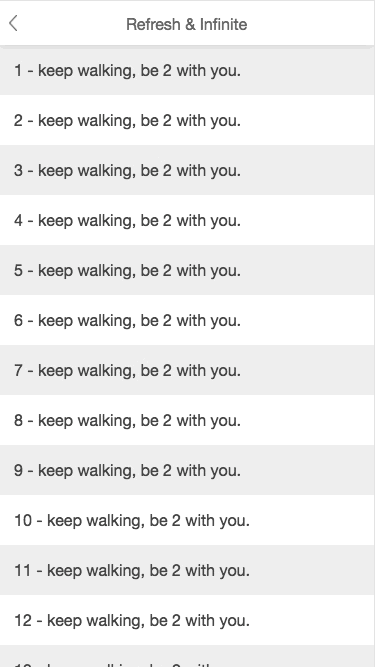 Refresh & Infinite
1 - keep walking, be 2 with you.
2 - keep walking, be 2 with you.
3 - keep walking, be 2 with you.
4 - keep walking, be 2 with you.
5 - keep walking, be 2 with you.
6 - keep walking, be 2 with you.
7 - keep walking, be 2 with you.
8 - keep walking, be 2 with you.
9 - keep walking, be 2 with you.
10 - keep walking, be 2 with you.
11 - keep walking, be 2 with you.
12 - keep walking, be 2 with you.